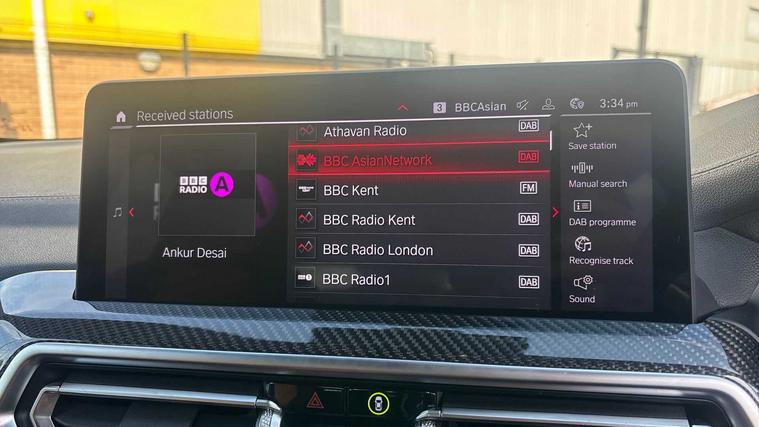 Received stations
3 BBCAsian 3:34 pm
BBC RADIO A
Ankur Desai
Athavan Radio DAB
BBC AsianNetwork DAB
BBC Kent FM
BBC Radio Kent DAB
BBC Radio London DAB
BBC Radio1 DAB
Save station
Manual search
DAB programme
Recognise track
Sound